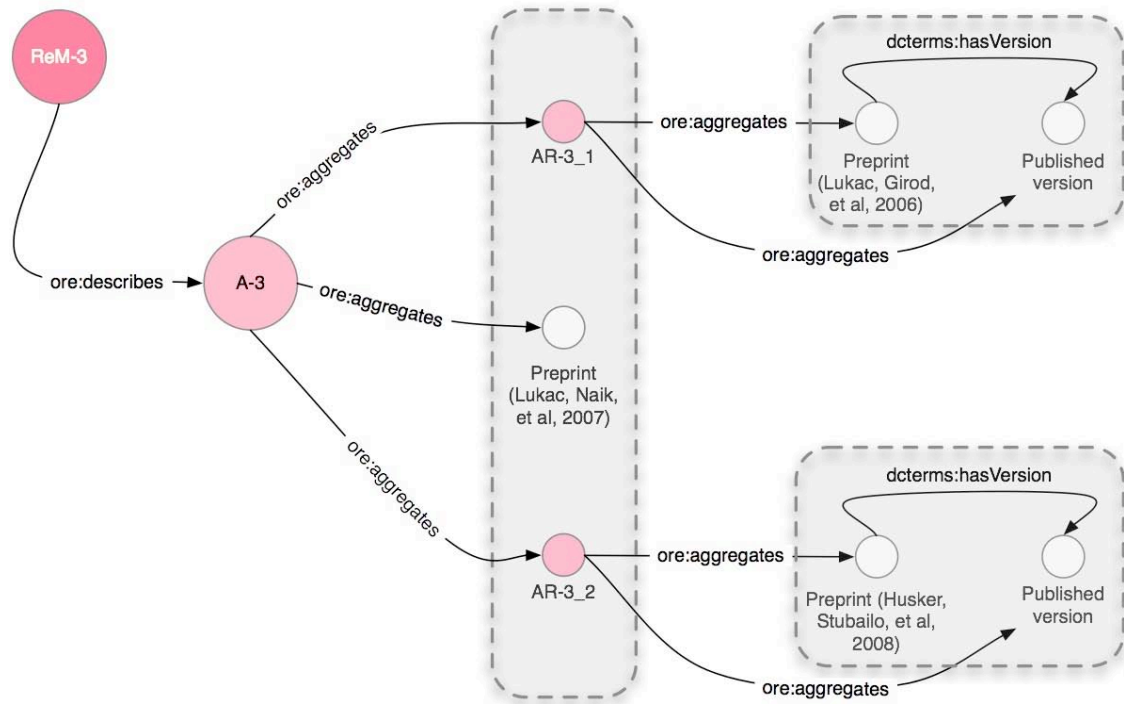 ReM-3
dcterms:hasVersion
ore:aggregates
ore:aggregates
AR-3_1
Preprint
(Lukac, Girod,
et al, 2006)
Published
version
ore:aggregates
ore:describes
A-3
ore:aggregates
Preprint
(Lukac, Naik,
et al, 2007)
ore:aggregates
dcterms:hasVersion
ore:aggregates
AR-3_2
Preprint (Husker,
Stubailo, et al,
2008)
Published
version
ore:aggregates